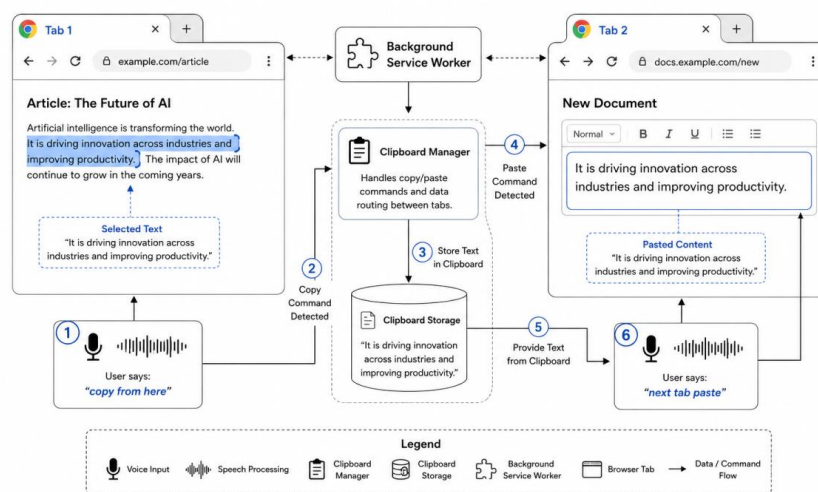 Tab 1
example.com/article
Article: The Future of AI
Artificial intelligence is transforming the world.
It is driving innovation across industries and
improving productivity. The impact of AI will
continue to grow in the coming years.
Selected Text
“It is driving innovation across
industries and improving productivity.”
1
User says:
“copy from here”
2
Copy
Command
Detected
Background
Service Worker
Clipboard Manager
Handles copy/paste
commands and data
routing between tabs.
3
Store Text
in Clipboard
Clipboard Storage
“It is driving innovation
across industries and
improving productivity.”
4
Paste
Command
Detected
5
Provide Text
from Clipboard
Tab 2
docs.example.com/new
New Document
Normal B I U
It is driving innovation across
industries and improving productivity.
Pasted Content
“It is driving innovation across
industries and improving productivity.”
6
User says:
“next tab paste”
Legend
Voice Input
Speech Processing
Clipboard
Manager
Clipboard
Storage
Background
Service Worker
Browser Tab
Data / Command
Flow